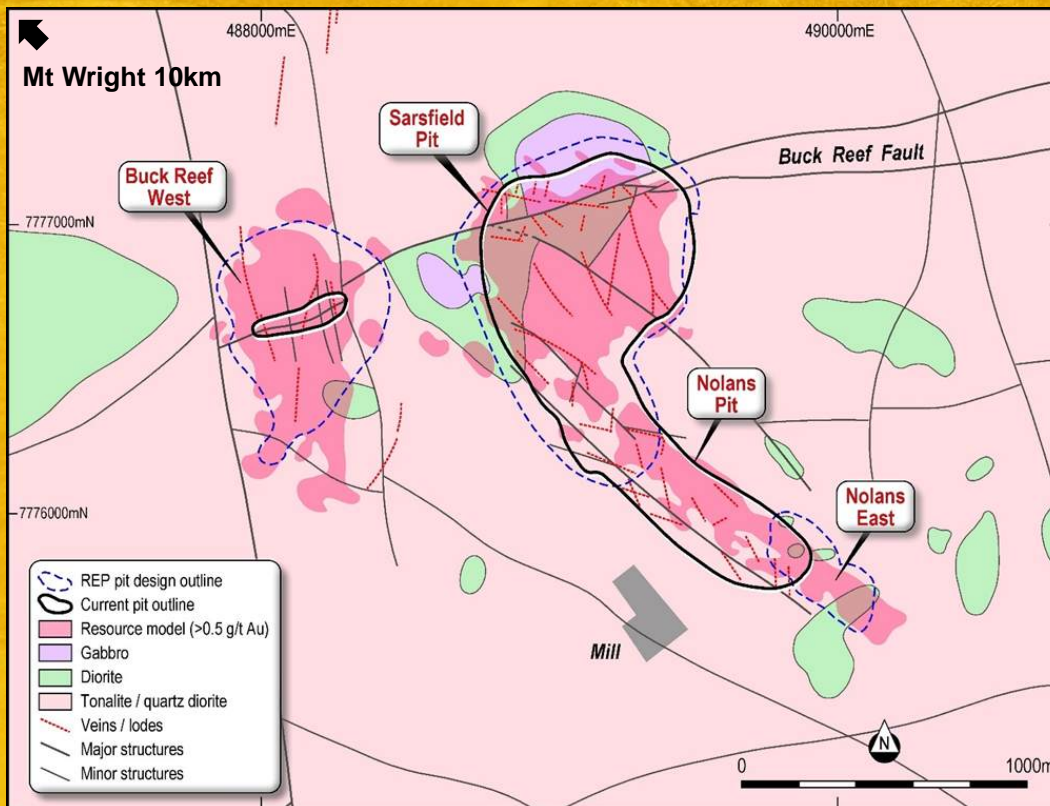 488000mE
490000mE
Mt Wright 10km
Sarsfield
Pit
Buck Reef Fault
Buck Reef
West
7777000mN
Nolans
Pit
Nolans
East
7776000mN
REP pit design outline
Current pit outline
Resource model (>0.5 g/t Au)
Gabbro
Diorite
Tonalite / quartz diorite
Veins / lodes
Major structures
Minor structures
Mill
N
0
1000m